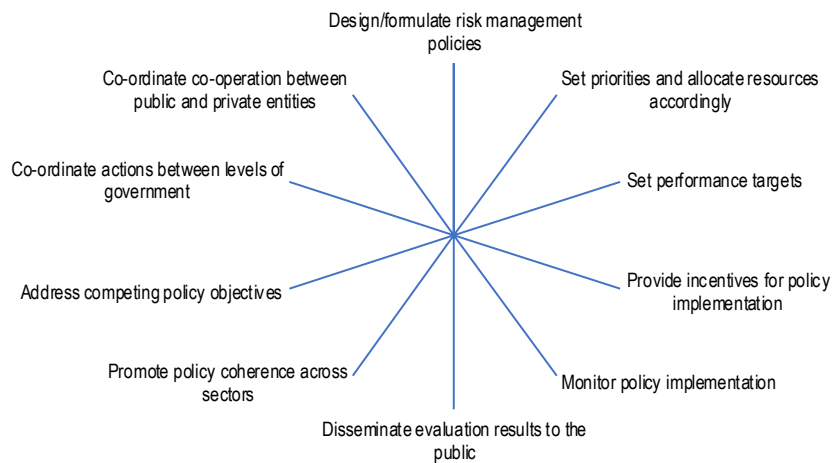 Design/formulate risk management
policies
Set priorities and allocate resources
accordingly
Set performance targets
Provide incentives for policy
implementation
Monitor policy implementation
Disseminate evaluation results to the
public
Promote policy coherence across
sectors
Address competing policy objectives
Co-ordinate actions between levels of
government
Co-ordinate co-operation between
public and private entities